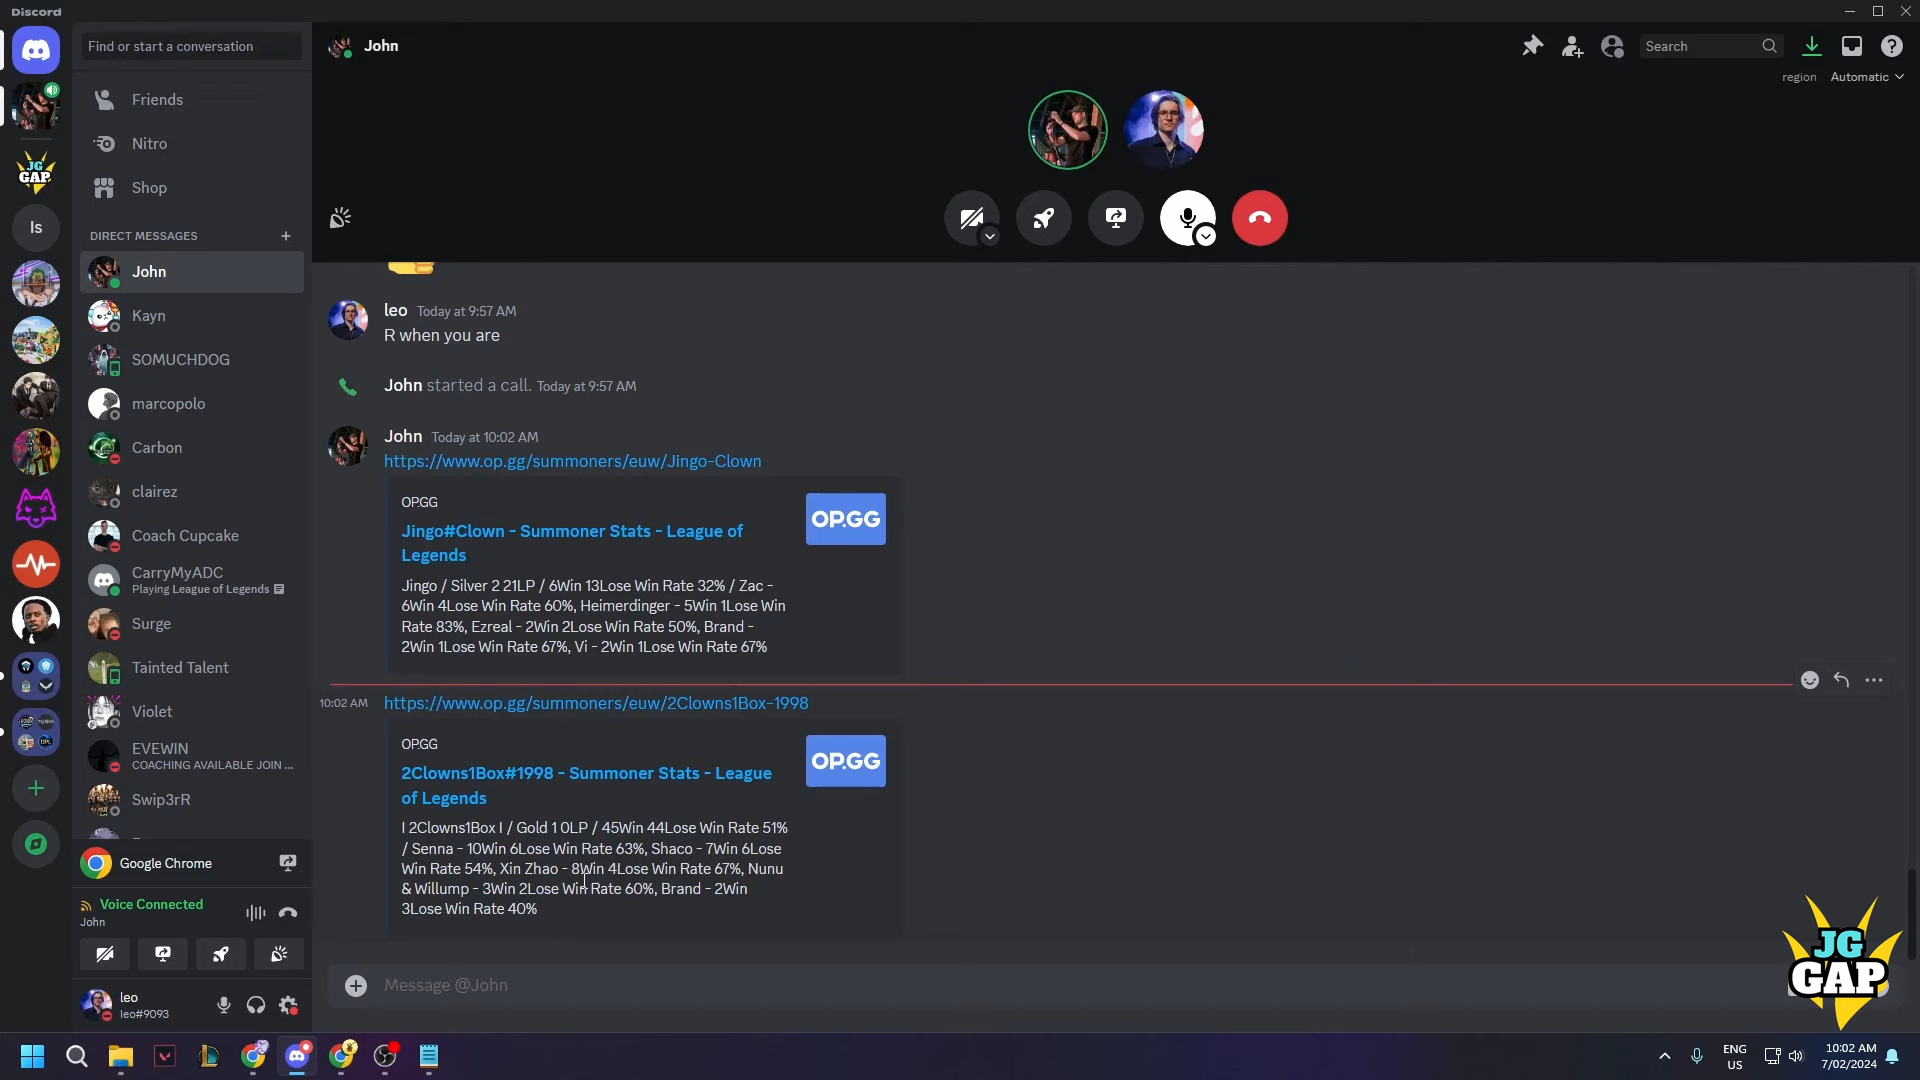 Discord
Find or start a conversation
Friends
Nitro
Shop
DIRECT MESSAGES
John
Kayn
SOMUCHDOG
marcopolo
Carbon
clairez
Coach Cupcake
CarryMyADC
Playing League of Legends
Surge
Tainted Talent
Violet
EVEWIN
COACHING AVAILABLE JOIN ...
Swip3rR
Google Chrome
Voice Connected
John
leo
leo#9093
JG
GAP
Is
John
Search
region
Automatic
leo Today at 9:57 AM
R when you are
John started a call. Today at 9:57 AM
John Today at 10:02 AM
https://www.op.gg/summoners/euw/Jingo-Clown
OP.GG
Jingo#Clown - Summoner Stats - League of
Legends
Jingo / Silver 2 21LP / 6Win 13Lose Win Rate 32% / Zac -
6Win 4Lose Win Rate 60%, Heimerdinger - 5Win 1Lose Win
Rate 83%, Ezreal - 2Win 2Lose Win Rate 50%, Brand -
2Win 1Lose Win Rate 67%, Vi - 2Win 1Lose Win Rate 67%
OP.GG
10:02 AM https://www.op.gg/summoners/euw/2Clowns1Box-1998
OP.GG
2Clowns1Box#1998 - Summoner Stats - League
of Legends
I 2Clowns1Box I / Gold 1 0LP / 45Win 44Lose Win Rate 51%
/ Senna - 10Win 6Lose Win Rate 63%, Shaco - 7Win 6Lose
Win Rate 54%, Xin Zhao - 8Win 4Lose Win Rate 67%, Nunu
& Willump - 3Win 2Lose Win Rate 60%, Brand - 2Win
3Lose Win Rate 40%
OP.GG
Message @John
JG
GAP
ENG
US
10:02 AM
7/02/2024